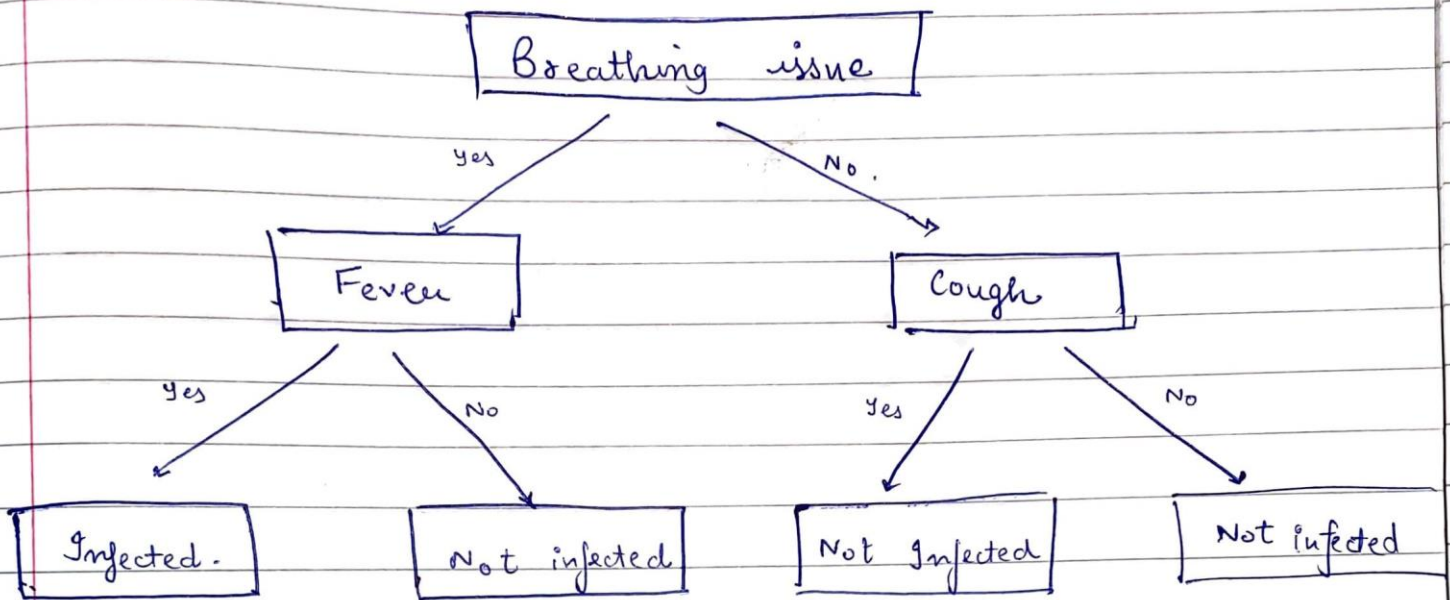 Breathing issue
Yes
No.
Fever
Cough
Yes
No
Yes
No
Infected.
Not infected
Not Infected
Not infected